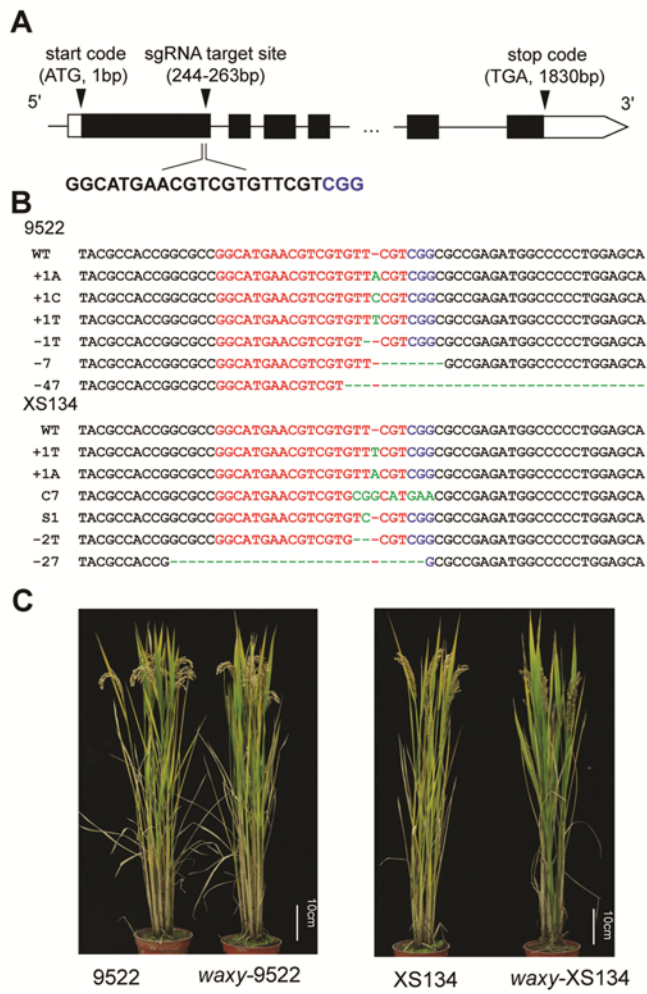 A
start code
(ATG, 1bp)
sgRNA target site
(244-263bp)
stop code
(TGA, 1830bp)
5'
3'
...
GGCATGAACGTCGTGTTCGTCGG
B
9522
WT TACGCCACCGGCGCCGGCATGAACGTCGTGTT-CGTCGGCGCCGAGATGGCCCCCTGGAGCA
+1A TACGCCACCGGCGCCGGCATGAACGTCGTGTTACGTCGGCGCCGAGATGGCCCCCTGGAGCA
+1C TACGCCACCGGCGCCGGCATGAACGTCGTGTTCCGTCGGCGCCGAGATGGCCCCCTGGAGCA
+1T TACGCCACCGGCGCCGGCATGAACGTCGTGTTTCGTCGGCGCCGAGATGGCCCCCTGGAGCA
-1T TACGCCACCGGCGCCGGCATGAACGTCGTGT--CGTCGGCGCCGAGATGGCCCCCTGGAGCA
-7 TACGCCACCGGCGCCGGCATGAACGTCGTGTT--------GCCGAGATGGCCCCCTGGAGCA
-47 TACGCCACCGGCGCCGGCATGAACGTCGT---------------------------------
XS134
WT TACGCCACCGGCGCCGGCATGAACGTCGTGTT-CGTCGGCGCCGAGATGGCCCCCTGGAGCA
+1T TACGCCACCGGCGCCGGCATGAACGTCGTGTTTCGTCGGCGCCGAGATGGCCCCCTGGAGCA
+1A TACGCCACCGGCGCCGGCATGAACGTCGTGTTACGTCGGCGCCGAGATGGCCCCCTGGAGCA
C7 TACGCCACCGGCGCCGGCATGAACGTCGTGCGGCATGAACGCCGAGATGGCCCCCTGGAGCA
S1 TACGCCACCGGCGCCGGCATGAACGTCGTGTC-CGTCGGCGCCGAGATGGCCCCCTGGAGCA
-2T TACGCCACCGGCGCCGGCATGAACGTCGTG---CGTCGGCGCCGAGATGGCCCCCTGGAGCA
-27 TACGCCACCG----------------------------GCGCCGAGATGGCCCCCTGGAGCA
C
10cm
10cm
9522
waxy-9522
XS134
waxy-XS134